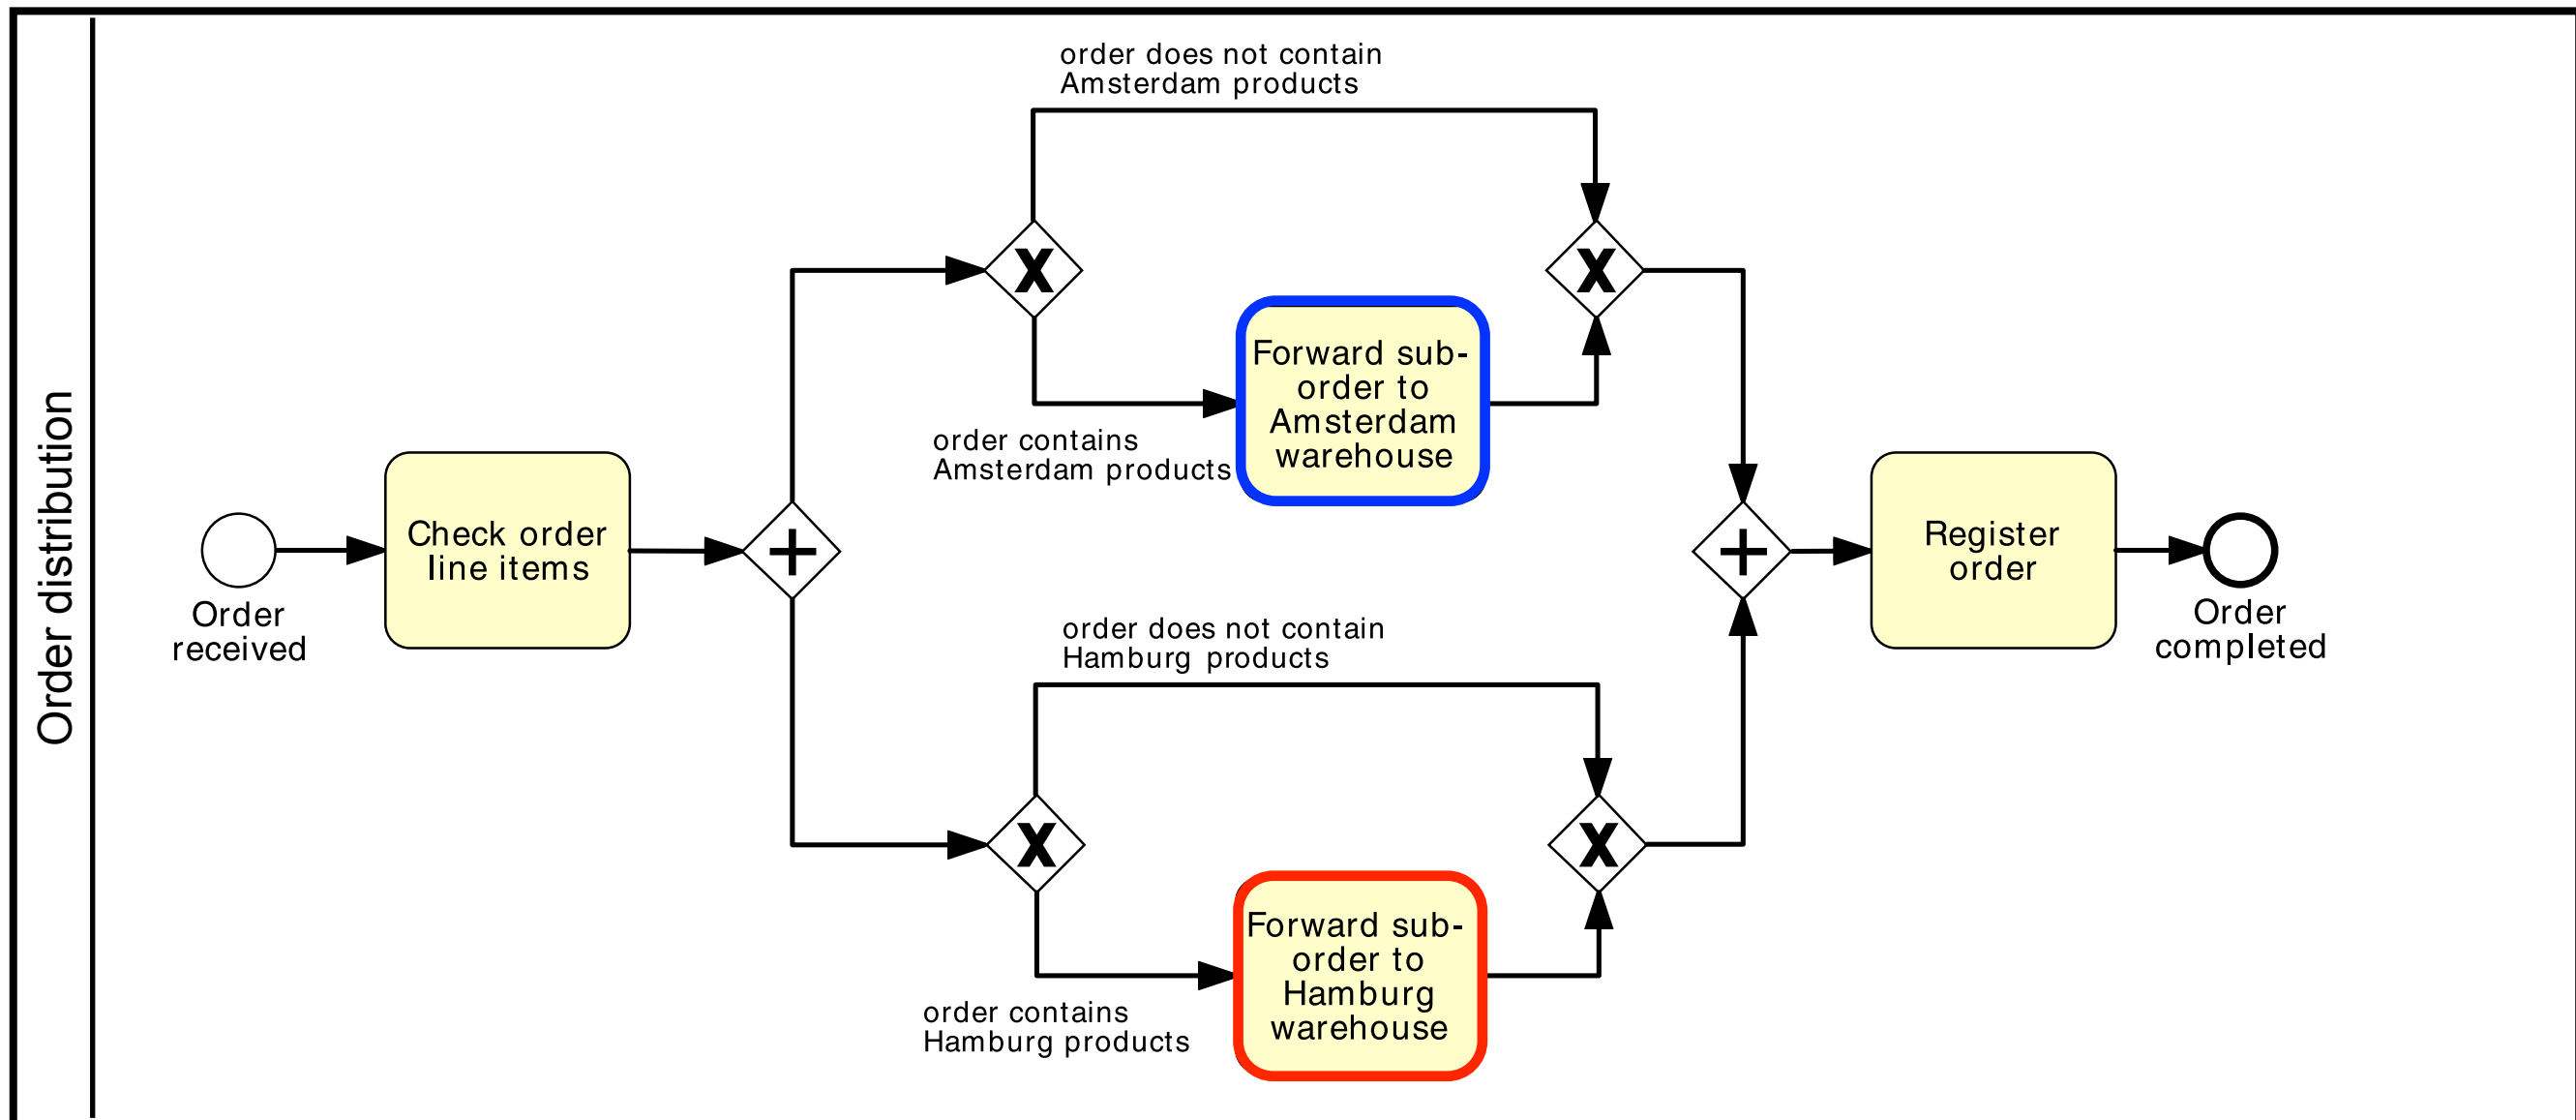 Order distribution
Order
received
Check order
line items
order does not contain
Amsterdam products
X
X
order contains
Amsterdam products
Forward sub-
order to
Amsterdam
warehouse
order does not contain
Hamburg products
X
X
order contains
Hamburg products
Forward sub-
order to
Hamburg
warehouse
Register
order
Order
completed